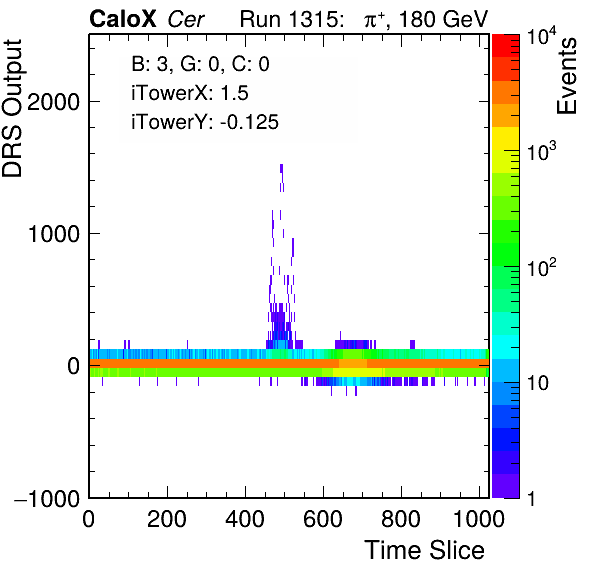 CaloX Cer Run 1315: π⁺, 180 GeV
B: 3, G: 0, C: 0
iTowerX: 1.5
iTowerY: -0.125
DRS Output
2000
1000
0
−1000
0 200 400 600 800 1000
Time Slice
Events
10⁴
10³
10²
10
1